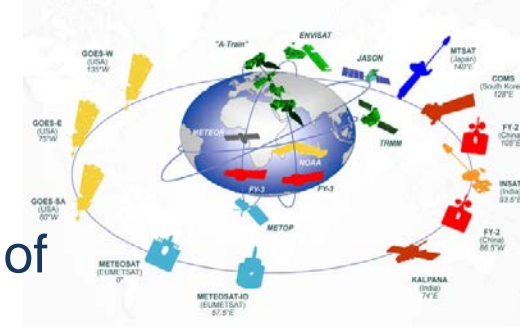 "A-Train"
ENVISAT
JASON
MTSAT
(Japan)
140°E
GOES-W
(USA)
135°W
COMS
(South Kore
128°E
GOES-E
(USA)
75°W
FY-2
(China)
105°E
METEOR
NOAA
TRMM
FY-3
FY-3
INSAT
(India)
93.5°E
GOES-SA
(USA)
60°W
METOP
FY-2
(China)
86.5°W
of
METEOSAT
(EUMETSAT)
0°
METEOSAT-IO
(EUMETSAT)
57.5°E
KALPANA
(India)
74°E